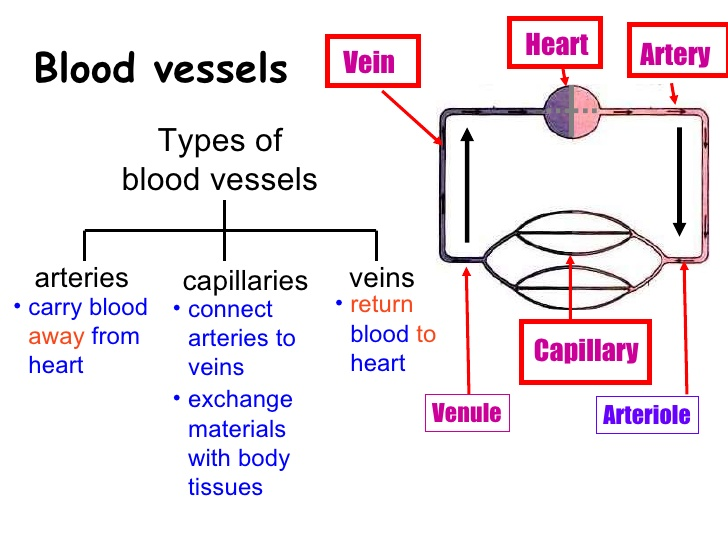 Blood vessels
Vein
Heart
Artery
Types of
blood vessels
arteries
• carry blood
away from
heart
capillaries
• connect
arteries to
veins
• exchange
materials
with body
tissues
veins
• return
blood to
heart
Capillary
Venule
Arteriole